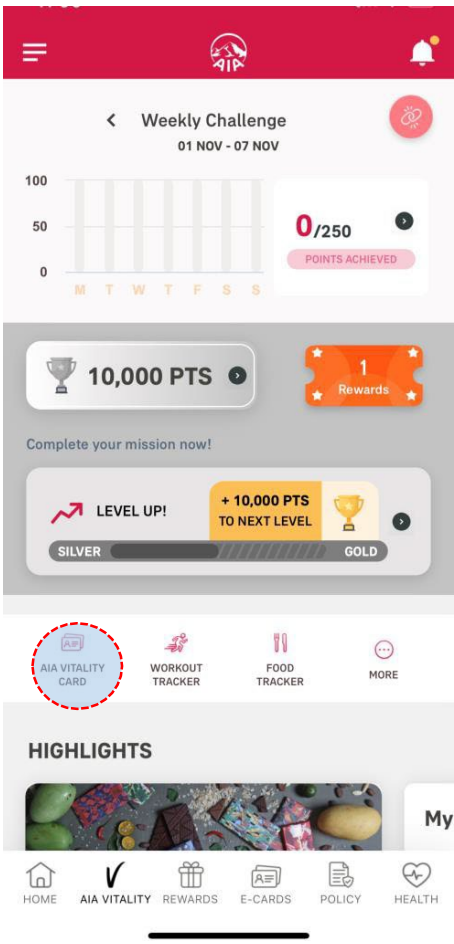 AIA
Weekly Challenge
01 NOV - 07 NOV
100
50
0
M T W T F S S
0/250
POINTS ACHIEVED
10,000 PTS
1
Rewards
Complete your mission now!
LEVEL UP!
+ 10,000 PTS
TO NEXT LEVEL
SILVER
GOLD
AIA VITALITY
CARD
WORKOUT
TRACKER
FOOD
TRACKER
MORE
HIGHLIGHTS
My
HOME
AIA VITALITY
REWARDS
E-CARDS
POLICY
HEALTH